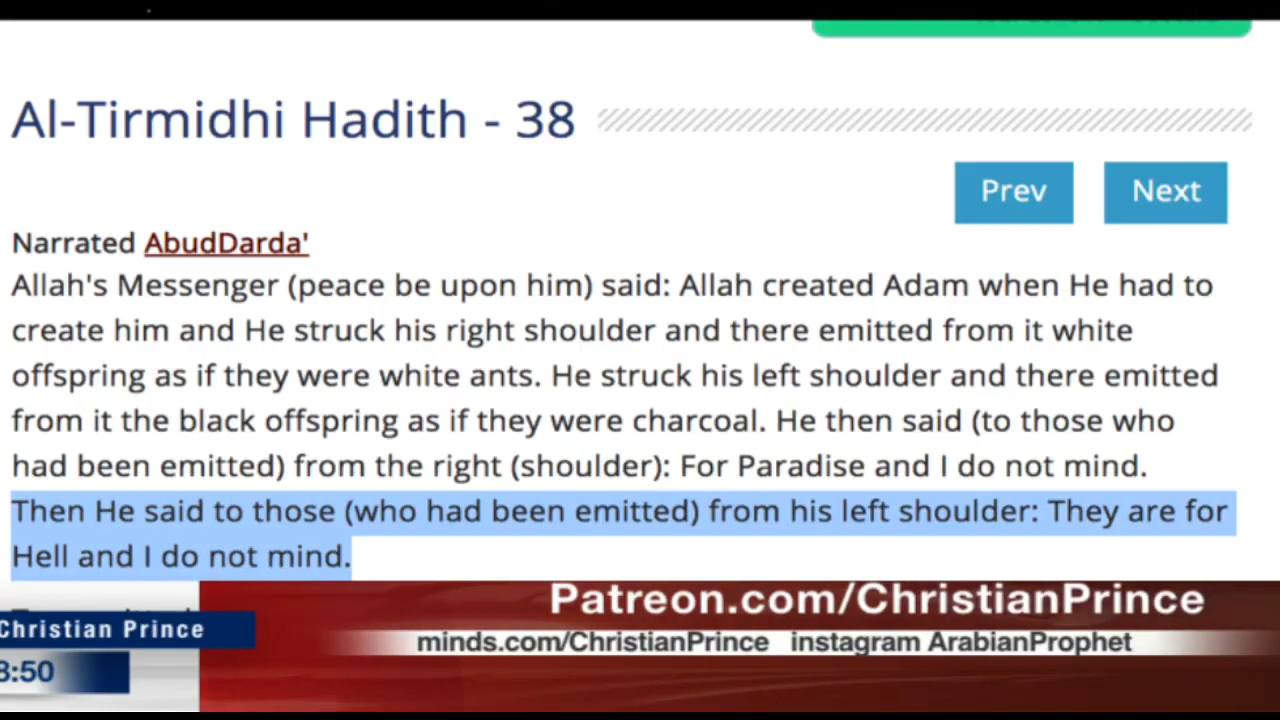 Al-Tirmidhi Hadith - 38
Prev Next
Narrated AbudDarda'
Allah's Messenger (peace be upon him) said: Allah created Adam when He had to
create him and He struck his right shoulder and there emitted from it white
offspring as if they were white ants. He struck his left shoulder and there emitted
from it the black offspring as if they were charcoal. He then said (to those who
had been emitted) from the right (shoulder): For Paradise and I do not mind.
Then He said to those (who had been emitted) from his left shoulder: They are for
Hell and I do not mind.
Patreon.com/ChristianPrince
Christian Prince
minds.com/ChristianPrince instagram ArabianProphet
8:50